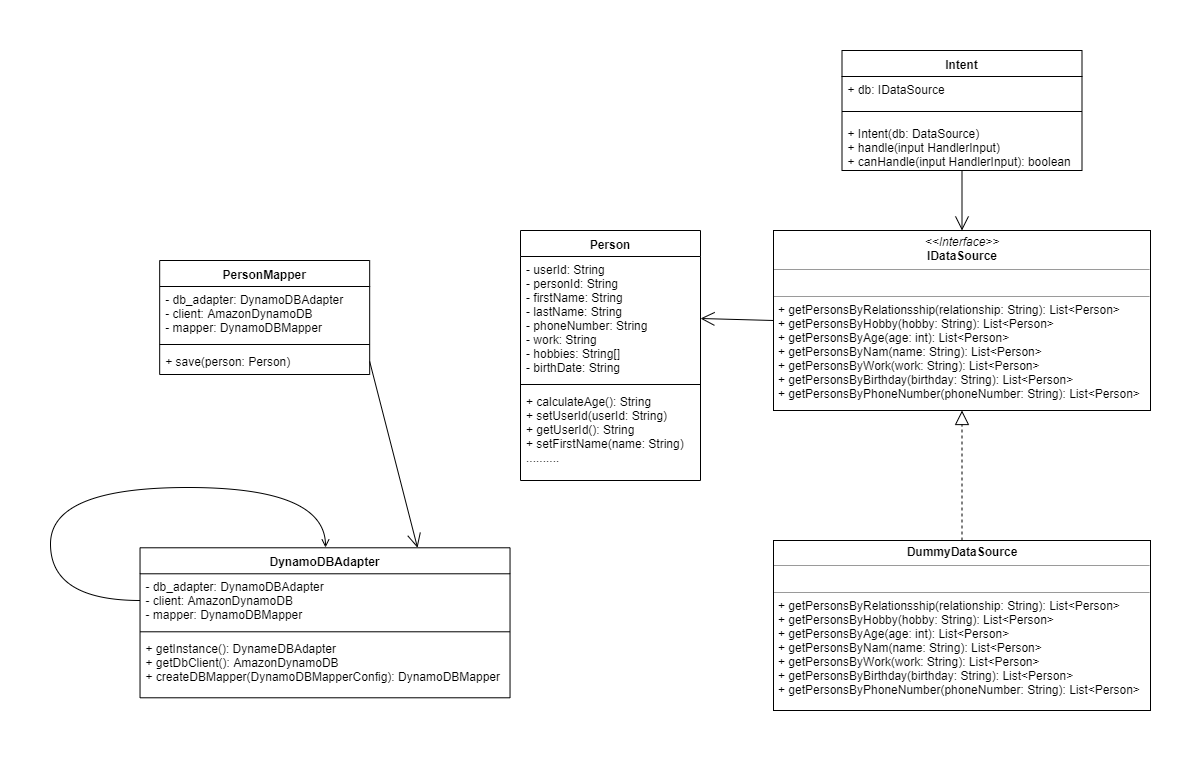 Intent
+ db: IDataSource
+ Intent(db: DataSource)
+ handle(input HandlerInput)
+ canHandle(input HandlerInput): boolean
<<Interface>>
IDataSource
+ getPersonsByRelationsship(relationship: String): List<Person>
+ getPersonsByHobby(hobby: String): List<Person>
+ getPersonsByAge(age: int): List<Person>
+ getPersonsByNam(name: String): List<Person>
+ getPersonsByWork(work: String): List<Person>
+ getPersonsByBirthday(birthday: String): List<Person>
+ getPersonsByPhoneNumber(phoneNumber: String): List<Person>
Person
- userId: String
- personId: String
- firstName: String
- lastName: String
- phoneNumber: String
- work: String
- hobbies: String[]
- birthDate: String
+ calculateAge(): String
+ setUserId(userId: String)
+ getUserId(): String
+ setFirstName(name: String)
..........
PersonMapper
- db_adapter: DynamoDBAdapter
- client: AmazonDynamoDB
- mapper: DynamoDBMapper
+ save(person: Person)
DynamoDBAdapter
- db_adapter: DynamoDBAdapter
- client: AmazonDynamoDB
- mapper: DynamoDBMapper
+ getInstance(): DynameDBAdapter
+ getDbClient(): AmazonDynamoDB
+ createDBMapper(DynamoDBMapperConfig): DynamoDBMapper
DummyDataSource
+ getPersonsByRelationsship(relationship: String): List<Person>
+ getPersonsByHobby(hobby: String): List<Person>
+ getPersonsByAge(age: int): List<Person>
+ getPersonsByNam(name: String): List<Person>
+ getPersonsByWork(work: String): List<Person>
+ getPersonsByBirthday(birthday: String): List<Person>
+ getPersonsByPhoneNumber(phoneNumber: String): List<Person>